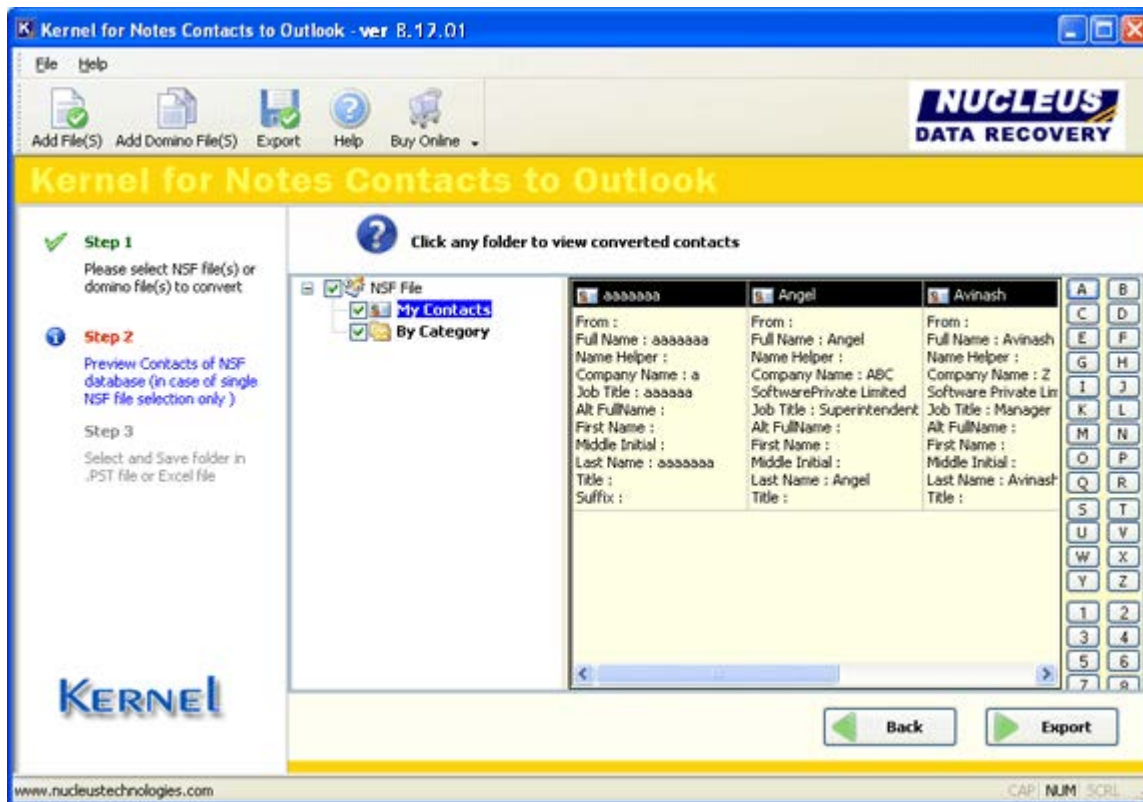 Kernel for Notes Contacts to Outlook - ver 8.17.01
File Help
Add File(S) Add Domino File(S) Export Help Buy Online
NUCLEUS
DATA RECOVERY
Kernel for Notes Contacts to Outlook
Step 1
Please select NSF file(s) or
domino file(s) to convert
Step 2
Preview Contacts of NSF
database (in case of single
NSF file selection only )
Step 3
Select and Save folder in
.PST file or Excel file
KERNEL
Click any folder to view converted contacts
NSF File
My Contacts
By Category
aaaaaaa
From :
Full Name : aaaaaaa
Name Helper :
Company Name : a
Job Title : aaaaaa
Alt FullName :
First Name :
Middle Initial :
Last Name : aaaaaaa
Title :
Suffix :
Angel
From :
Full Name : Angel
Name Helper :
Company Name : ABC
SoftwarePrivate Limited
Job Title : Superintendent
Alt FullName :
First Name :
Middle Initial :
Last Name : Angel
Title :
Avinash
From :
Full Name : Avinash
Name Helper :
Company Name : Z
Software Private Lim
Job Title : Manager
Alt FullName :
First Name :
Middle Initial :
Last Name : Avinash
Title :
A B
C D
E F
G H
I J
K L
M N
O P
Q R
S T
U V
W X
Y Z
1 2
3 4
5 6
7 8
Back Export
www.nucleustechnologies.com CAP NUM SCRL